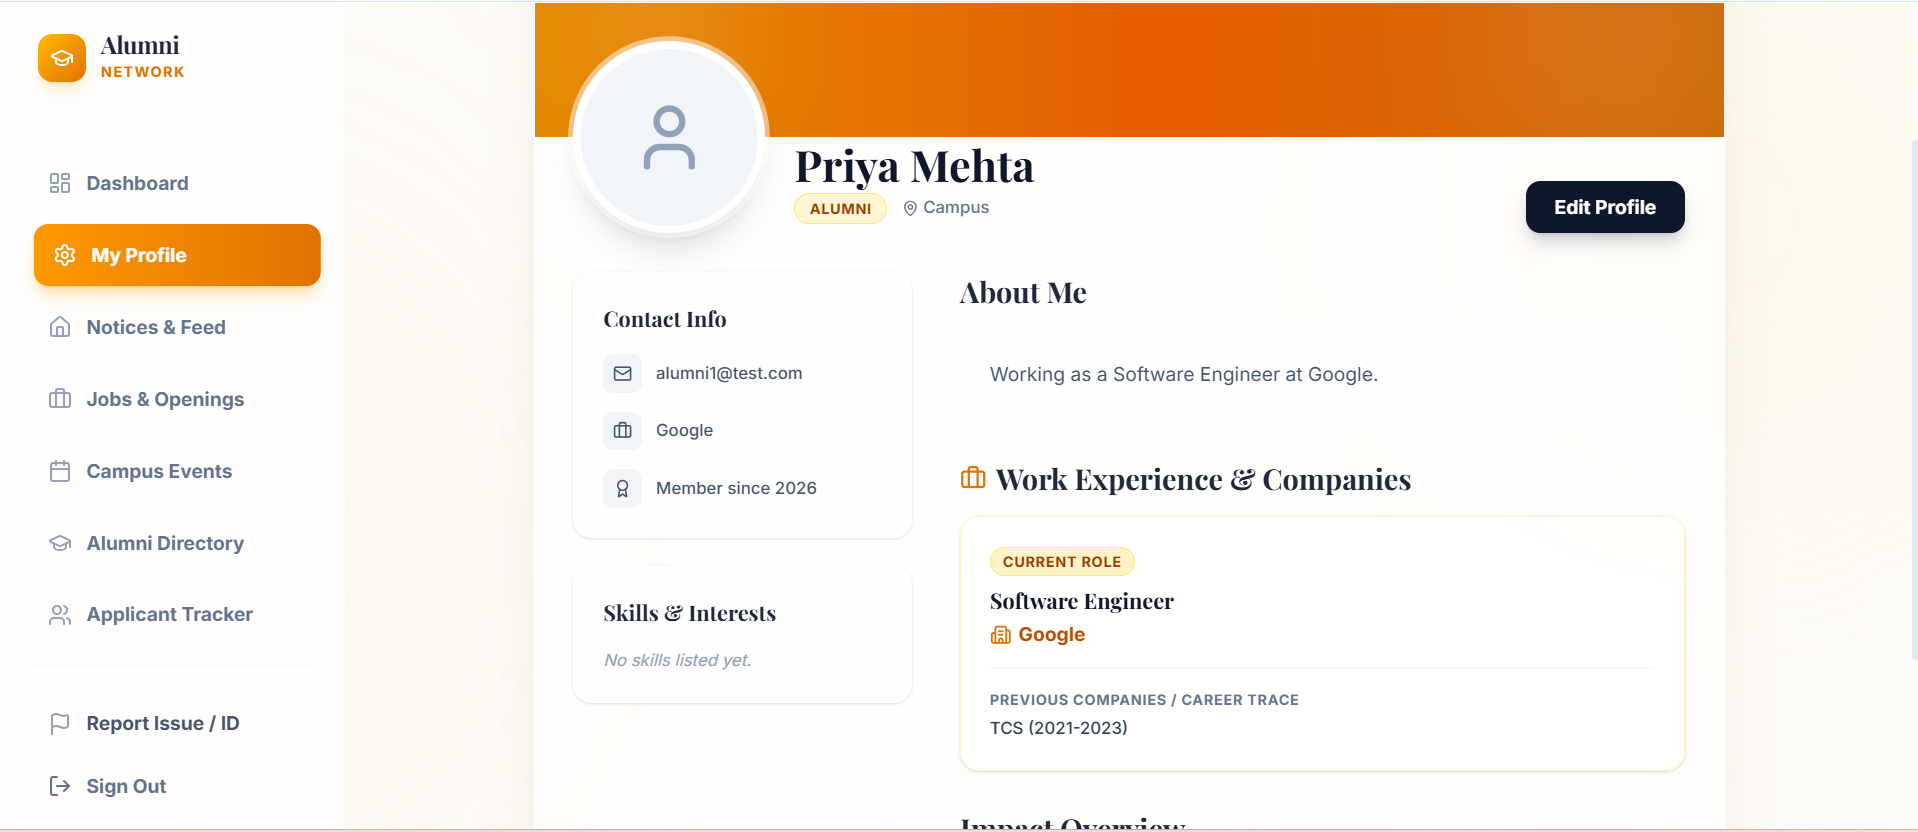 Alumni
NETWORK
Dashboard
My Profile
Notices & Feed
Jobs & Openings
Campus Events
Alumni Directory
Applicant Tracker
Report Issue / ID
Sign Out
Priya Mehta
ALUMNI
Campus
Edit Profile
Contact Info
alumni1@test.com
Google
Member since 2026
Skills & Interests
No skills listed yet.
About Me
Working as a Software Engineer at Google.
Work Experience & Companies
CURRENT ROLE
Software Engineer
Google
PREVIOUS COMPANIES / CAREER TRACE
TCS (2021-2023)
Impact Overview